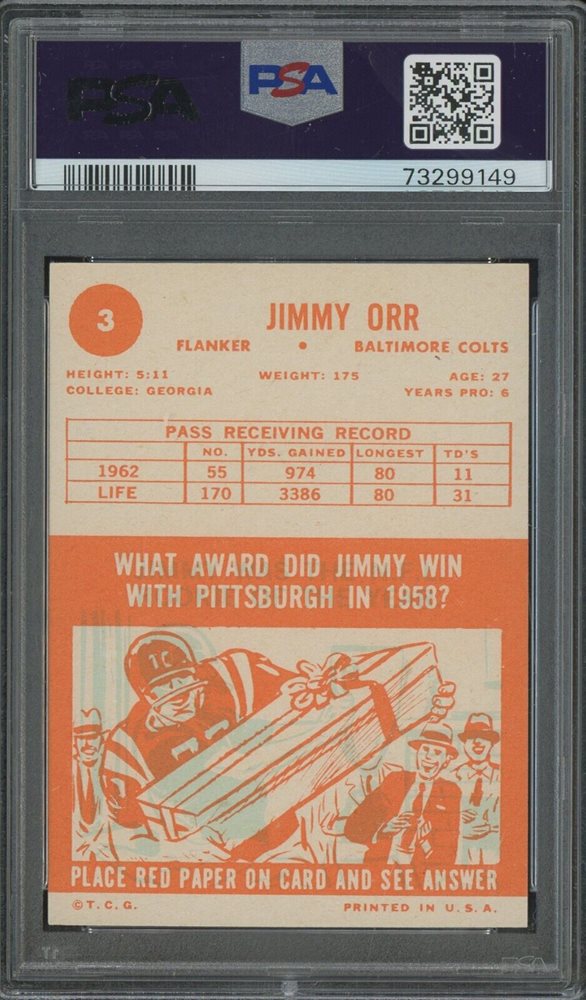 PSA
PSA
73299149
3
JIMMY ORR
FLANKER • BALTIMORE COLTS
HEIGHT: 5:11 WEIGHT: 175 AGE: 27
COLLEGE: GEORGIA YEARS PRO: 6
PASS RECEIVING RECORD
NO. YDS. GAINED LONGEST TD'S
1962 55 974 80 11
LIFE 170 3386 80 31
WHAT AWARD DID JIMMY WIN
WITH PITTSBURGH IN 1958?
PLACE RED PAPER ON CARD AND SEE ANSWER
©T.C.G. PRINTED IN U.S.A.
PSA